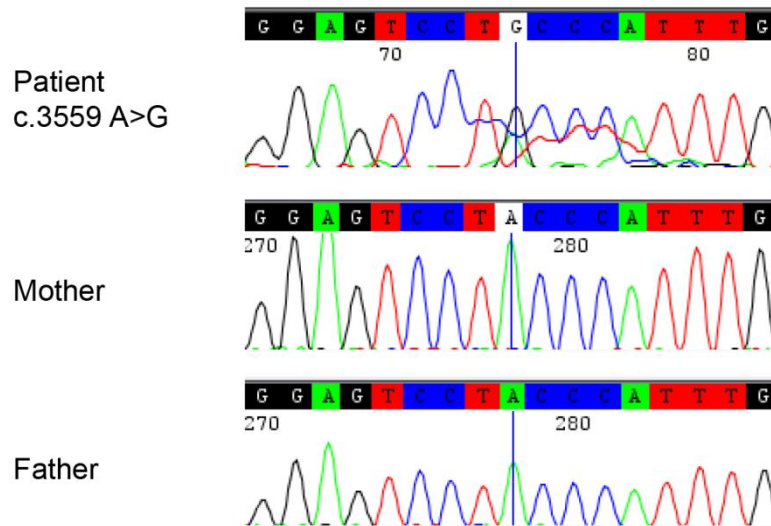 G G A G T C C T G C C C A T T T G
70 80
Patient
c.3559 A>G
G G A G T C C T A C C C A T T T G
270 280
Mother
G G A G T C C T A C C C A T T T G
270 280
Father